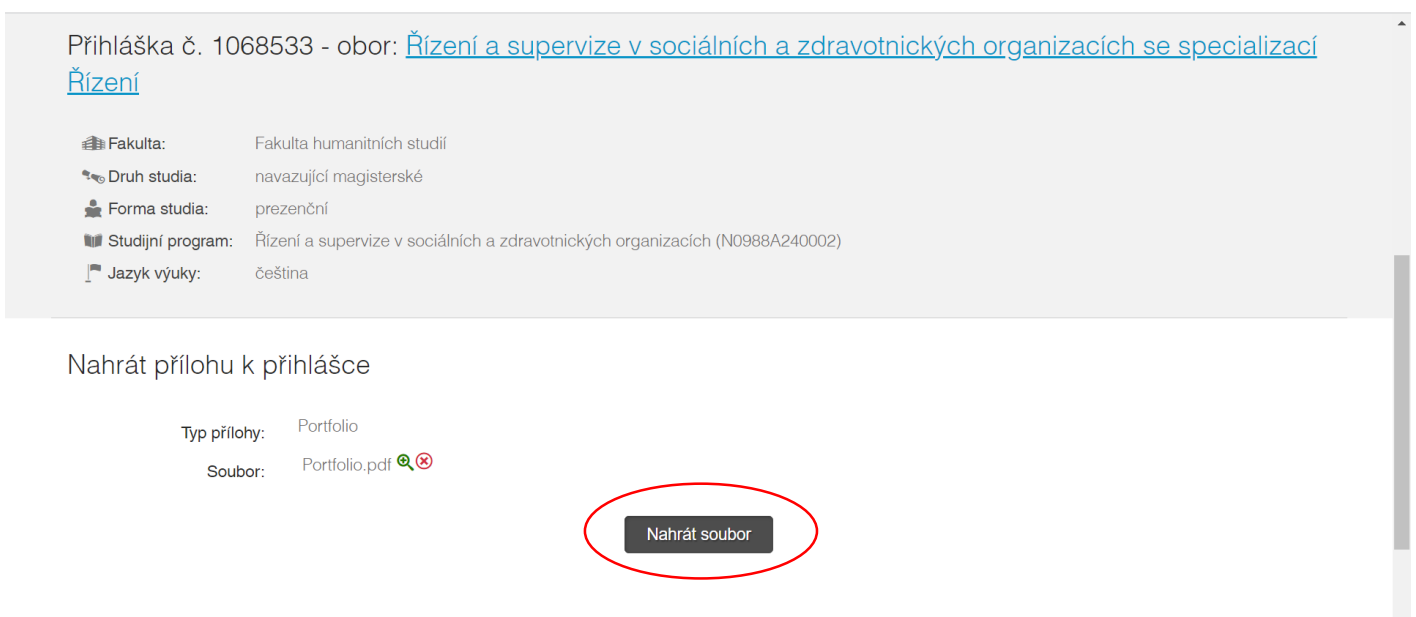 Přihláška č. 1068533 - obor: Řízení a supervize v sociálních a zdravotnických organizacích se specializací
Řízení
Fakulta: Fakulta humanitních studií
Druh studia: navazující magisterské
Forma studia: prezenční
Studijní program: Řízení a supervize v sociálních a zdravotnických organizacích (N0988A240002)
Jazyk výuky: čeština
Nahrát přílohu k přihlášce
Typ přílohy: Portfolio
Soubor: Portfolio.pdf
Nahrát soubor